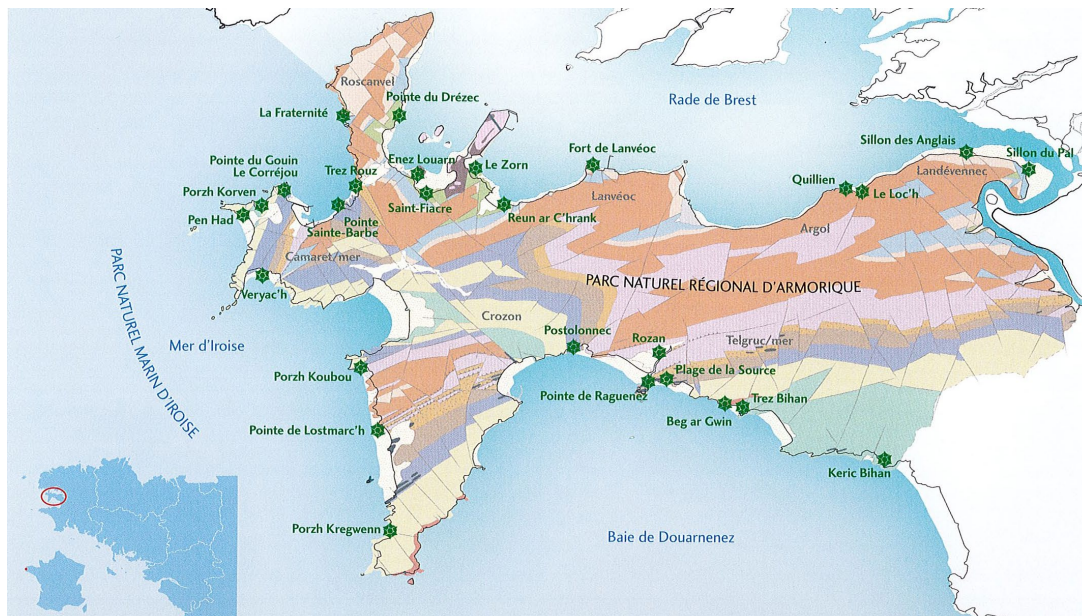 Roscanvel
Pointe du Drézec
La Fraternité
Rade de Brest
Fort de Lanvéoc
Sillon des Anglais
Sillon du Pal
Pointe du Gouin
Le Corréjou
Trez Rouz
Enez Louarn
Le Zorn
Landévennec
Porzh Korven
Quillien
Le Loc'h
Pen Had
Pointe
Sainte-Barbe
Saint-Fiacre
Reun ar C'hrank
Lanvéoc
Argol
Camaret/mer
Veryac'h
PARC NATUREL RÉGIONAL D'ARMORIQUE
PARC NATUREL MARIN D'IROISE
Mer d'Iroise
Crozon
Postolonnec
Rozan
Telgruc/mer
Porzh Koubou
Plage de la Source
Pointe de Raguenez
Trez Bihan
Beg ar Gwin
Pointe de Lostmarc'h
Keric Bihan
Porzh Kregwenn
Baie de Douarnenez